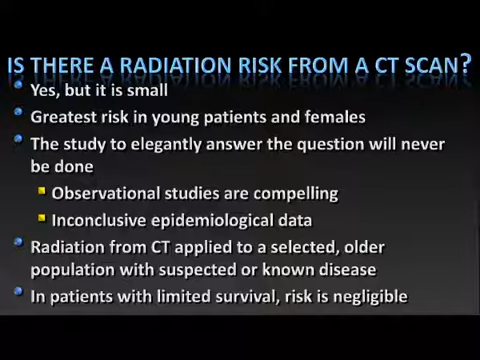 IS THERE A RADIATION RISK FROM A CT SCAN?
Yes, but it is small
Greatest risk in young patients and females
The study to elegantly answer the question will never
be done
Observational studies are compelling
Inconclusive epidemiological data
Radiation from CT applied to a selected, older
population with suspected or known disease
In patients with limited survival, risk is negligible